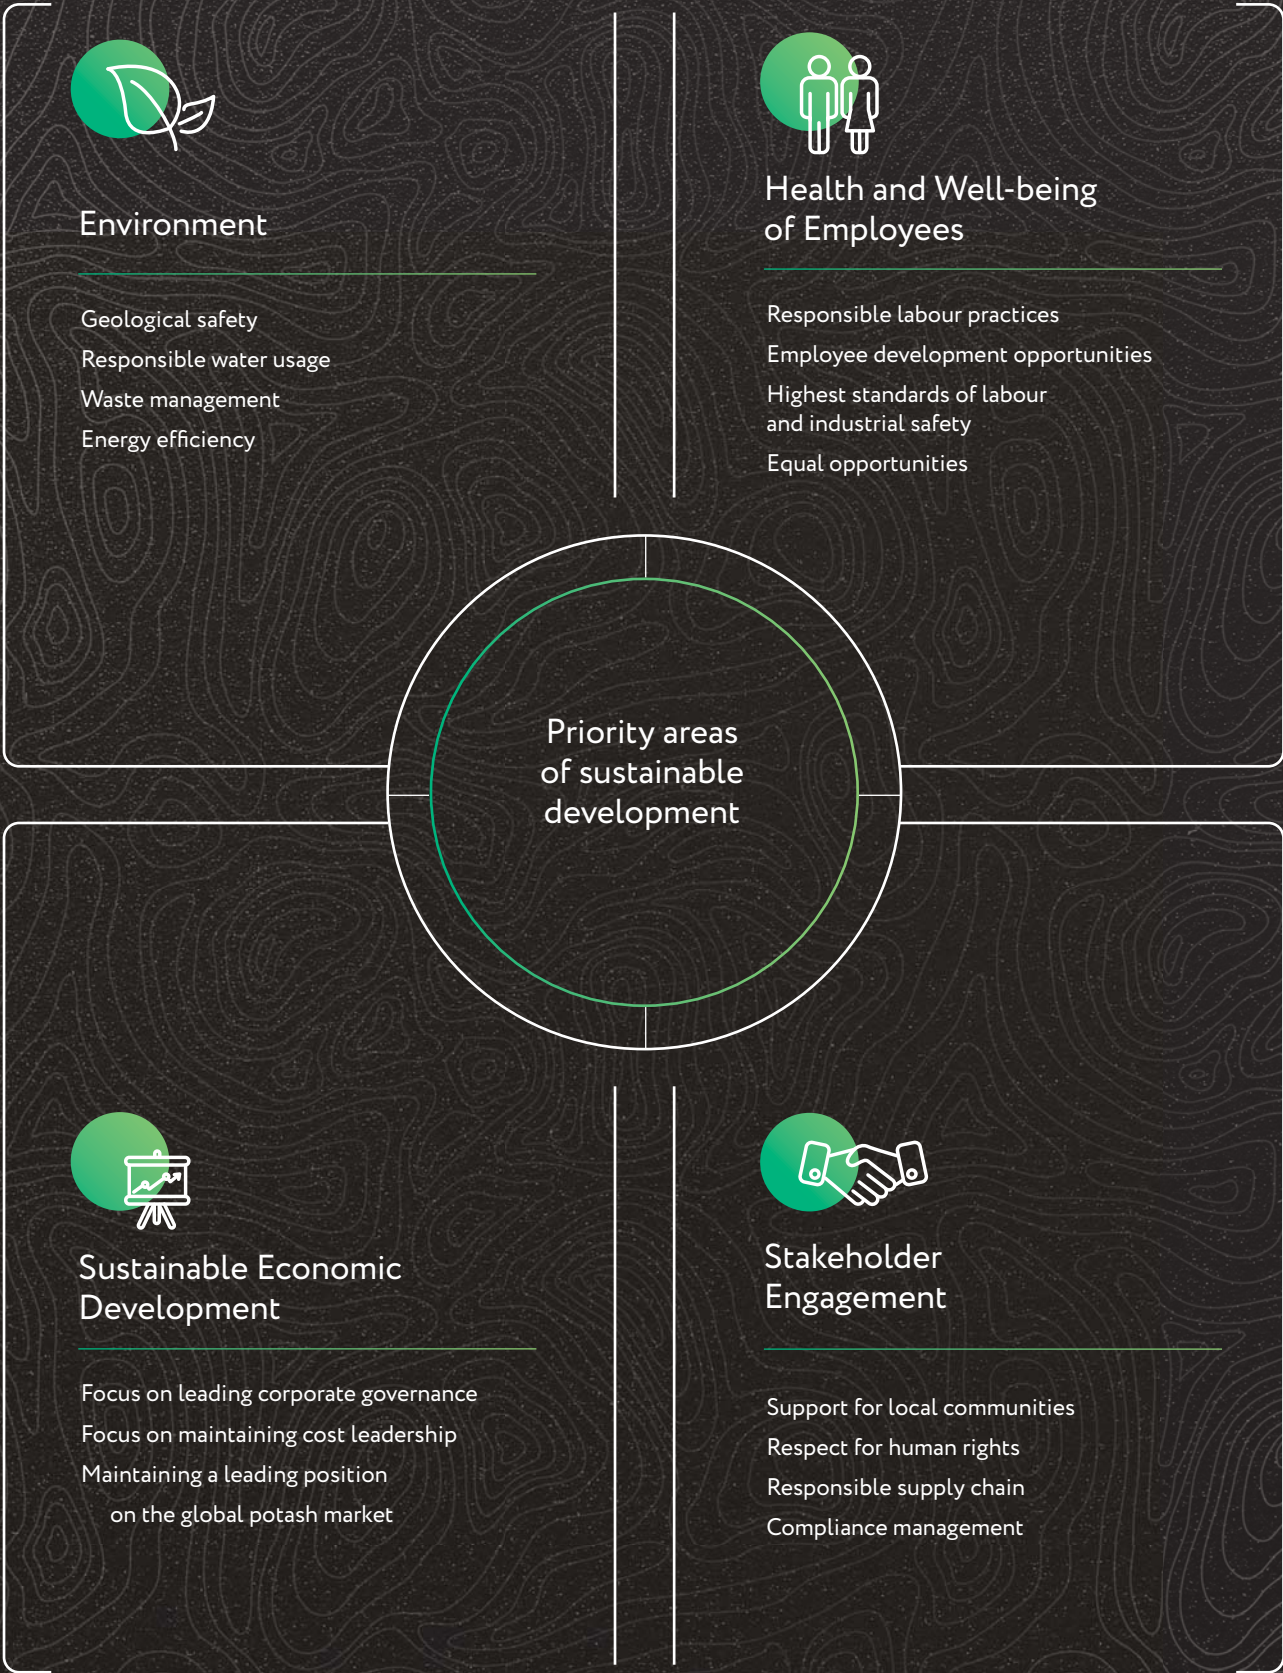 Environment
Geological safety
Responsible water usage
Waste management
Energy efficiency
Health and Well-being
of Employees
Responsible labour practices
Employee development opportunities
Highest standards of labour
and industrial safety
Equal opportunities
Priority areas
of sustainable
development
Sustainable Economic
Development
Focus on leading corporate governance
Focus on maintaining cost leadership
Maintaining a leading position
on the global potash market
Stakeholder
Engagement
Support for local communities
Respect for human rights
Responsible supply chain
Compliance management